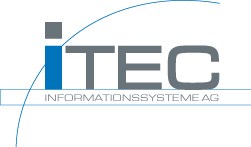 iTEC
INFORMATIONSSYSTEME AG